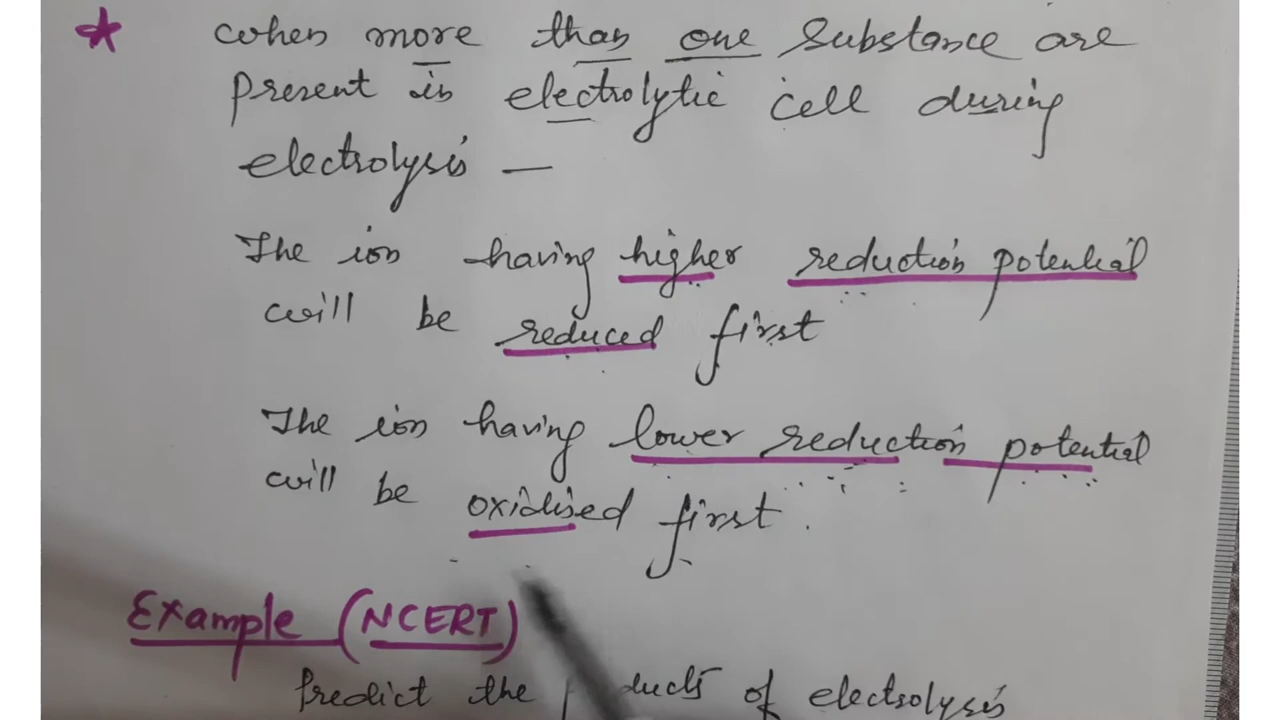 ★ when more than one substance are
present in electrolytic cell during
electrolysis —
The ion having higher reduction potential
will be reduced first
The ion having lower reduction potential
will be oxidised first.
Example (NCERT)
Predict the products of electrolysis